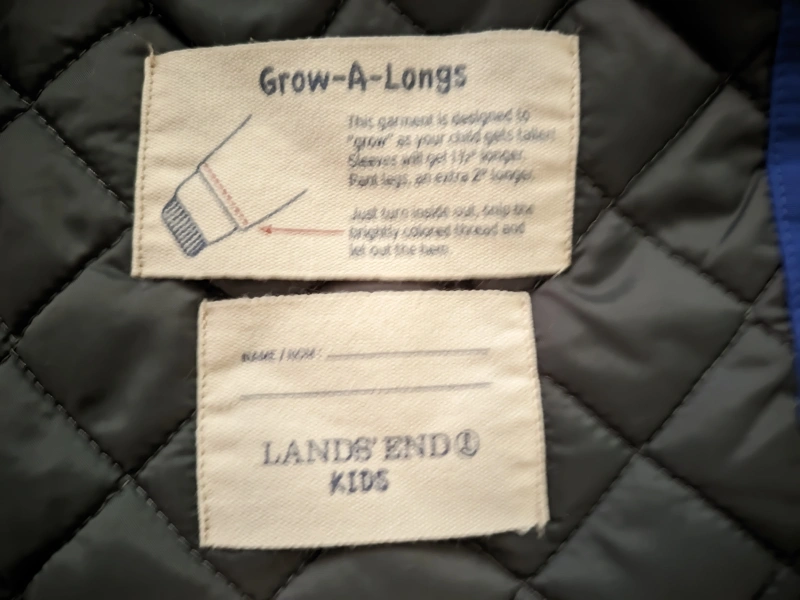 Grow-A-Longs
This garment is designed to
"grow" as your child gets taller.
Sleeves will get 1½" longer.
Pant legs, an extra 2" longer.
Just turn inside out, snip the
brightly colored thread and
let out the hem.
NAME / NOM:
LANDS' END
KIDS